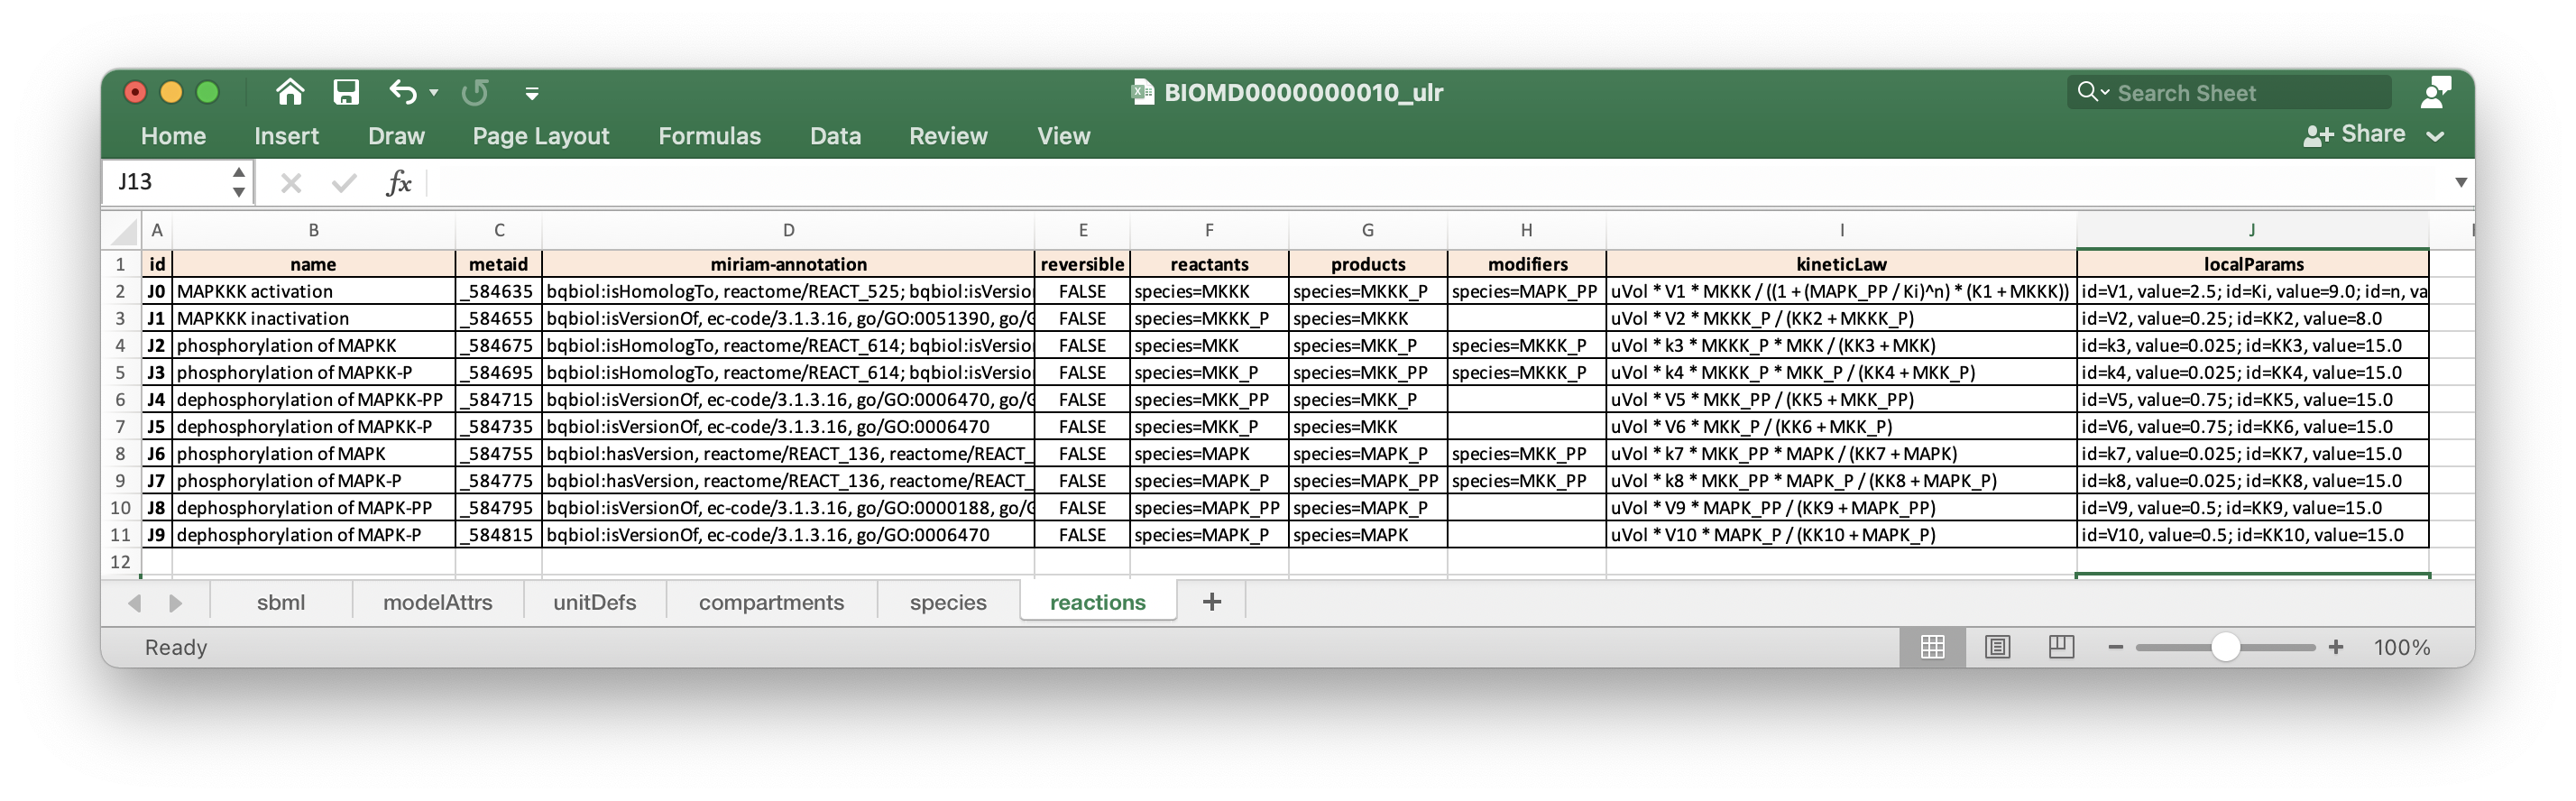 BIOMD0000000010_ulr
Search Sheet
Home Insert Draw Page Layout Formulas Data Review View Share
J13 fx
A B C D E F G H I J
1 id name metaid miriam-annotation reversible reactants products modifiers kineticLaw localParams
2 J0 MAPKKK activation _584635 bqbiol:isHomologTo, reactome/REACT_525; bqbiol:isVersio FALSE species=MKKK species=MKKK_P species=MAPK_PP uVol * V1 * MKKK / ((1 + (MAPK_PP / Ki)^n) * (K1 + MKKK)) id=V1, value=2.5; id=Ki, value=9.0; id=n, va
3 J1 MAPKKK inactivation _584655 bqbiol:isVersionOf, ec-code/3.1.3.16, go/GO:0051390, go/G FALSE species=MKKK_P species=MKKK uVol * V2 * MKKK_P / (KK2 + MKKK_P) id=V2, value=0.25; id=KK2, value=8.0
4 J2 phosphorylation of MAPKK _584675 bqbiol:isHomologTo, reactome/REACT_614; bqbiol:isVersio FALSE species=MKK species=MKK_P species=MKKK_P uVol * k3 * MKKK_P * MKK / (KK3 + MKK) id=k3, value=0.025; id=KK3, value=15.0
5 J3 phosphorylation of MAPKK-P _584695 bqbiol:isHomologTo, reactome/REACT_614; bqbiol:isVersio FALSE species=MKK_P species=MKK_PP species=MKKK_P uVol * k4 * MKKK_P * MKK_P / (KK4 + MKK_P) id=k4, value=0.025; id=KK4, value=15.0
6 J4 dephosphorylation of MAPKK-PP _584715 bqbiol:isVersionOf, ec-code/3.1.3.16, go/GO:0006470, go/G FALSE species=MKK_PP species=MKK_P uVol * V5 * MKK_PP / (KK5 + MKK_PP) id=V5, value=0.75; id=KK5, value=15.0
7 J5 dephosphorylation of MAPKK-P _584735 bqbiol:isVersionOf, ec-code/3.1.3.16, go/GO:0006470 FALSE species=MKK_P species=MKK uVol * V6 * MKK_P / (KK6 + MKK_P) id=V6, value=0.75; id=KK6, value=15.0
8 J6 phosphorylation of MAPK _584755 bqbiol:hasVersion, reactome/REACT_136, reactome/REACT_ FALSE species=MAPK species=MAPK_P species=MKK_PP uVol * k7 * MKK_PP * MAPK / (KK7 + MAPK) id=k7, value=0.025; id=KK7, value=15.0
9 J7 phosphorylation of MAPK-P _584775 bqbiol:hasVersion, reactome/REACT_136, reactome/REACT_ FALSE species=MAPK_P species=MAPK_PP species=MKK_PP uVol * k8 * MKK_PP * MAPK_P / (KK8 + MAPK_P) id=k8, value=0.025; id=KK8, value=15.0
10 J8 dephosphorylation of MAPK-PP _584795 bqbiol:isVersionOf, ec-code/3.1.3.16, go/GO:0000188, go/G FALSE species=MAPK_PP species=MAPK_P uVol * V9 * MAPK_PP / (KK9 + MAPK_PP) id=V9, value=0.5; id=KK9, value=15.0
11 J9 dephosphorylation of MAPK-P _584815 bqbiol:isVersionOf, ec-code/3.1.3.16, go/GO:0006470 FALSE species=MAPK_P species=MAPK uVol * V10 * MAPK_P / (KK10 + MAPK_P) id=V10, value=0.5; id=KK10, value=15.0
12
sbml modelAttrs unitDefs compartments species reactions +
Ready 100%